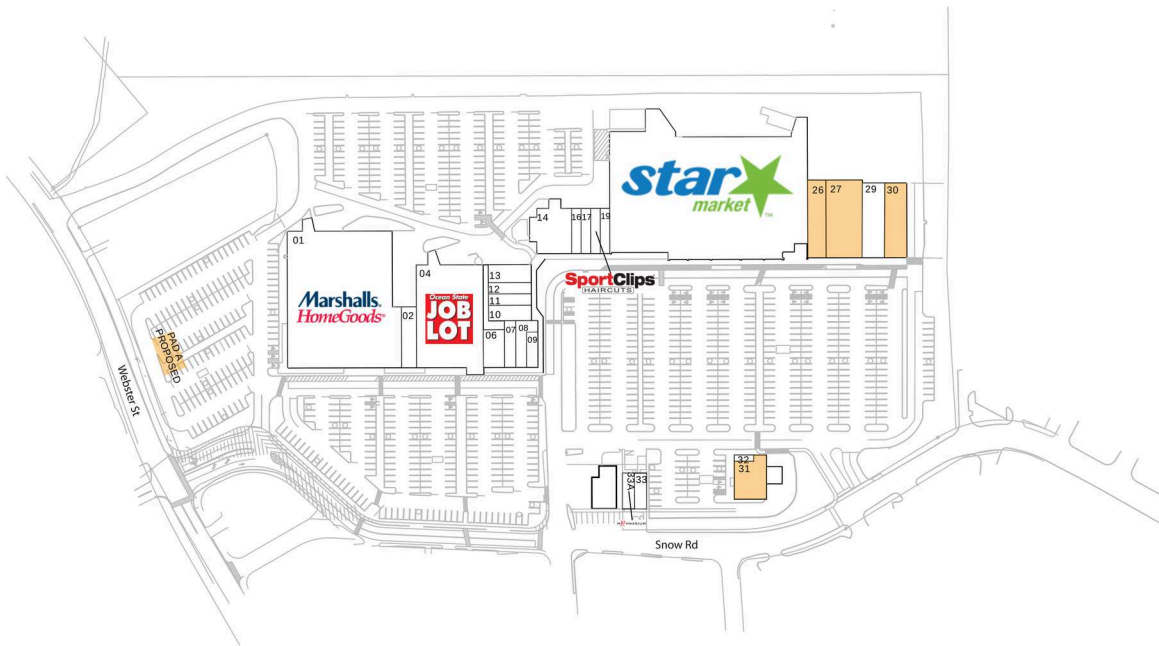 star
market
26
27
29
30
14
16
17
19
01
04
13
12
11
10
SportClips
HAIRCUTS
Marshalls.
HomeGoods
02
Ocean State
JOB
LOT
06
07
08
09
PAD A
PROPOSED
Webster St
32
31
33
33A
Snow Rd